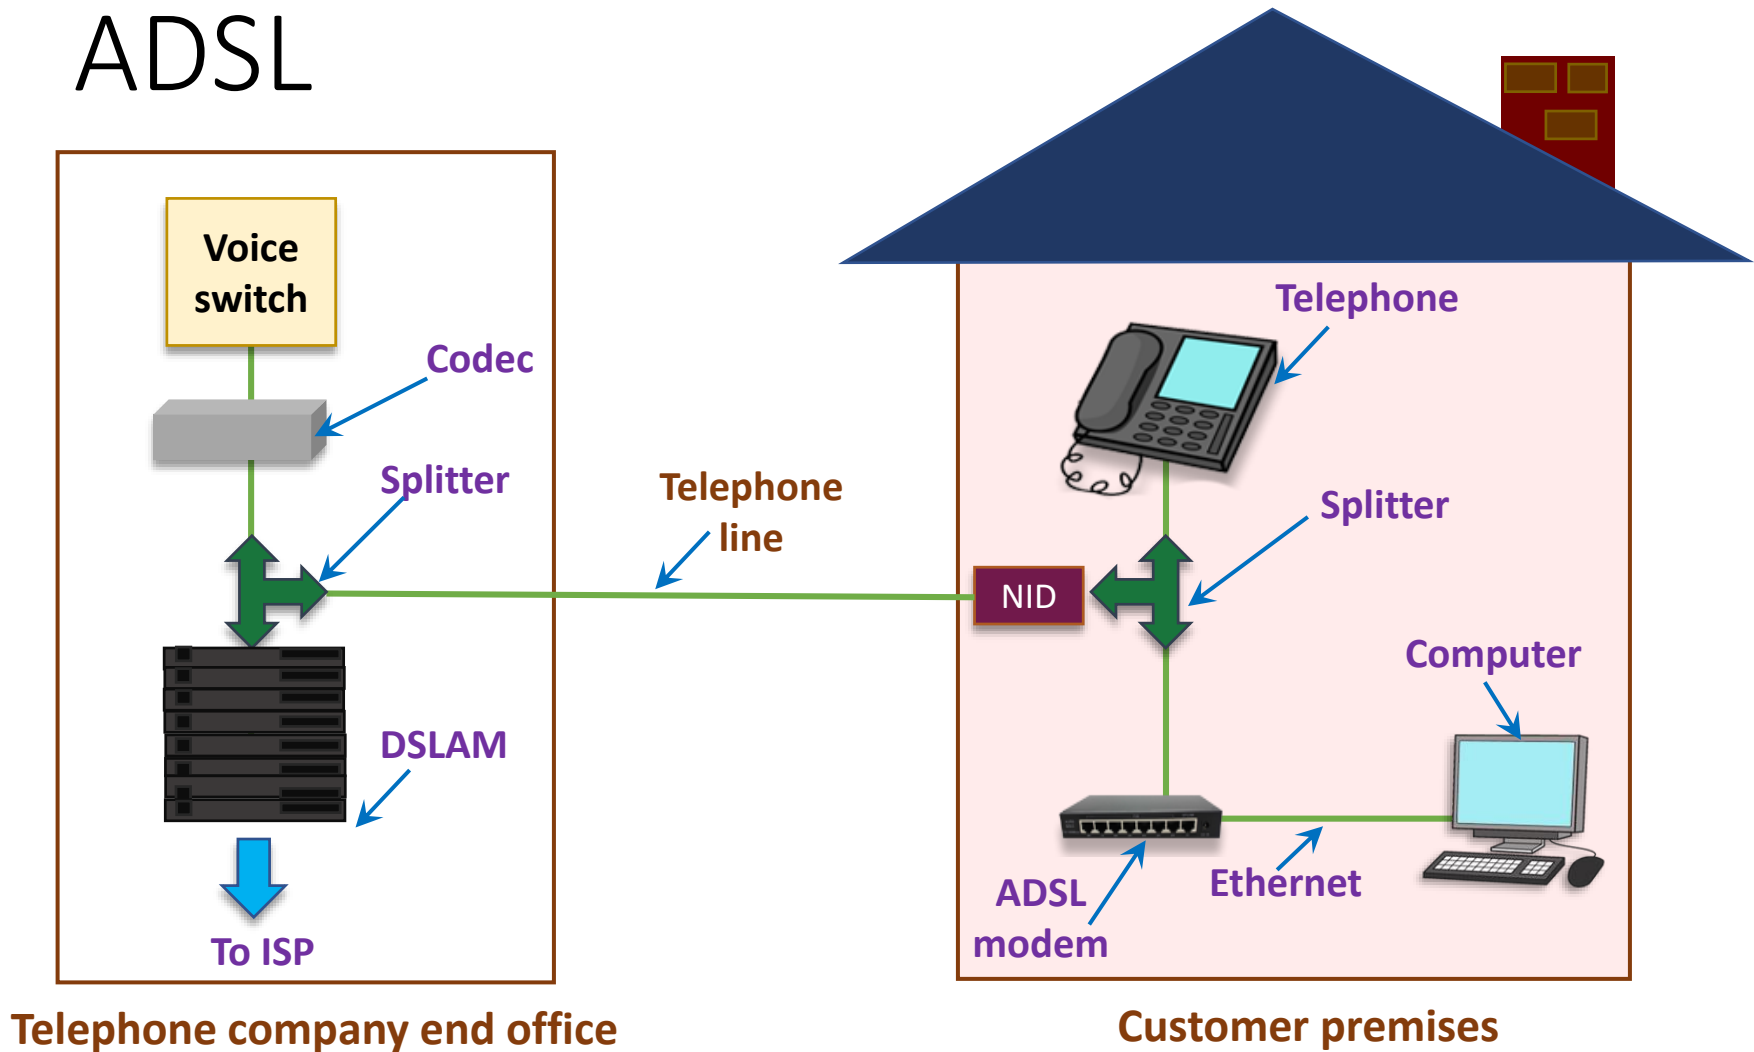 ADSL
Voice
switch
Codec
Splitter
DSLAM
To ISP
Telephone company end office
Telephone
line
Telephone
Splitter
NID
Computer
ADSL
modem
Ethernet
Customer premises